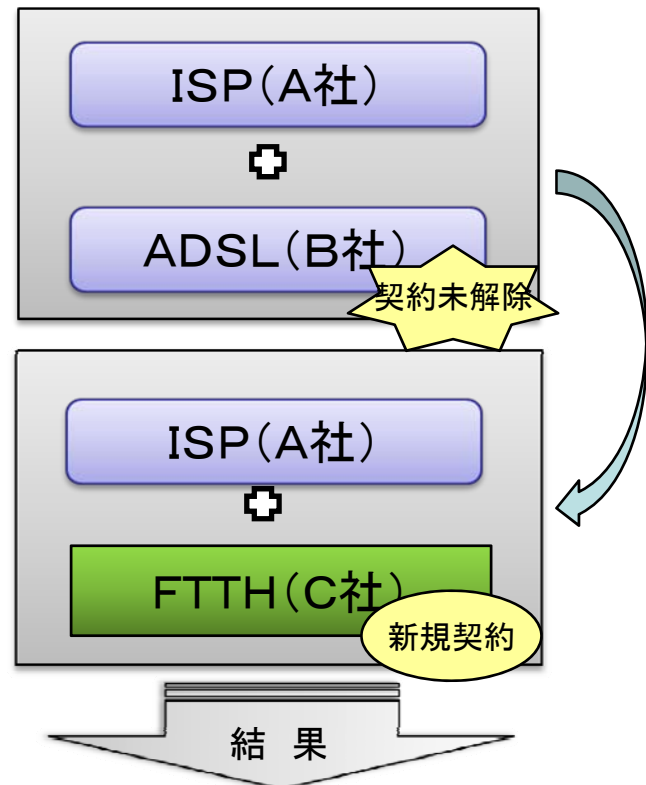 ISP(A社)
ADSL(B社)
契約未解除
ISP(A社)
FTTH(C社)
新規契約
結 果